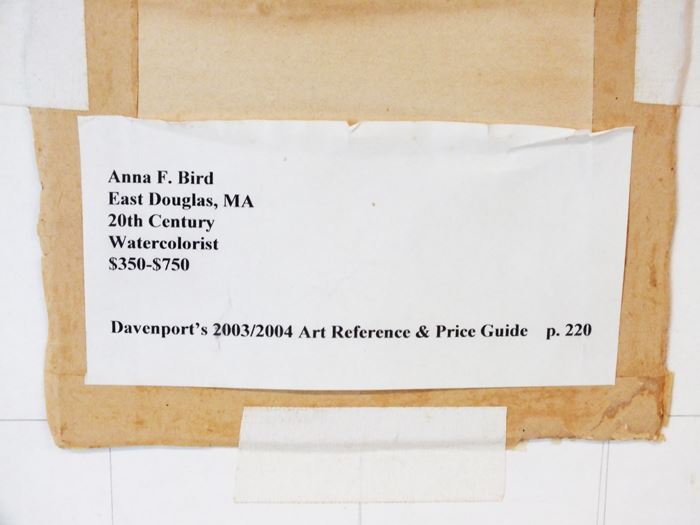 Anna F. Bird
East Douglas, MA
20th Century
Watercolorist
$350-$750
Davenport's 2003/2004 Art Reference & Price Guide p. 220